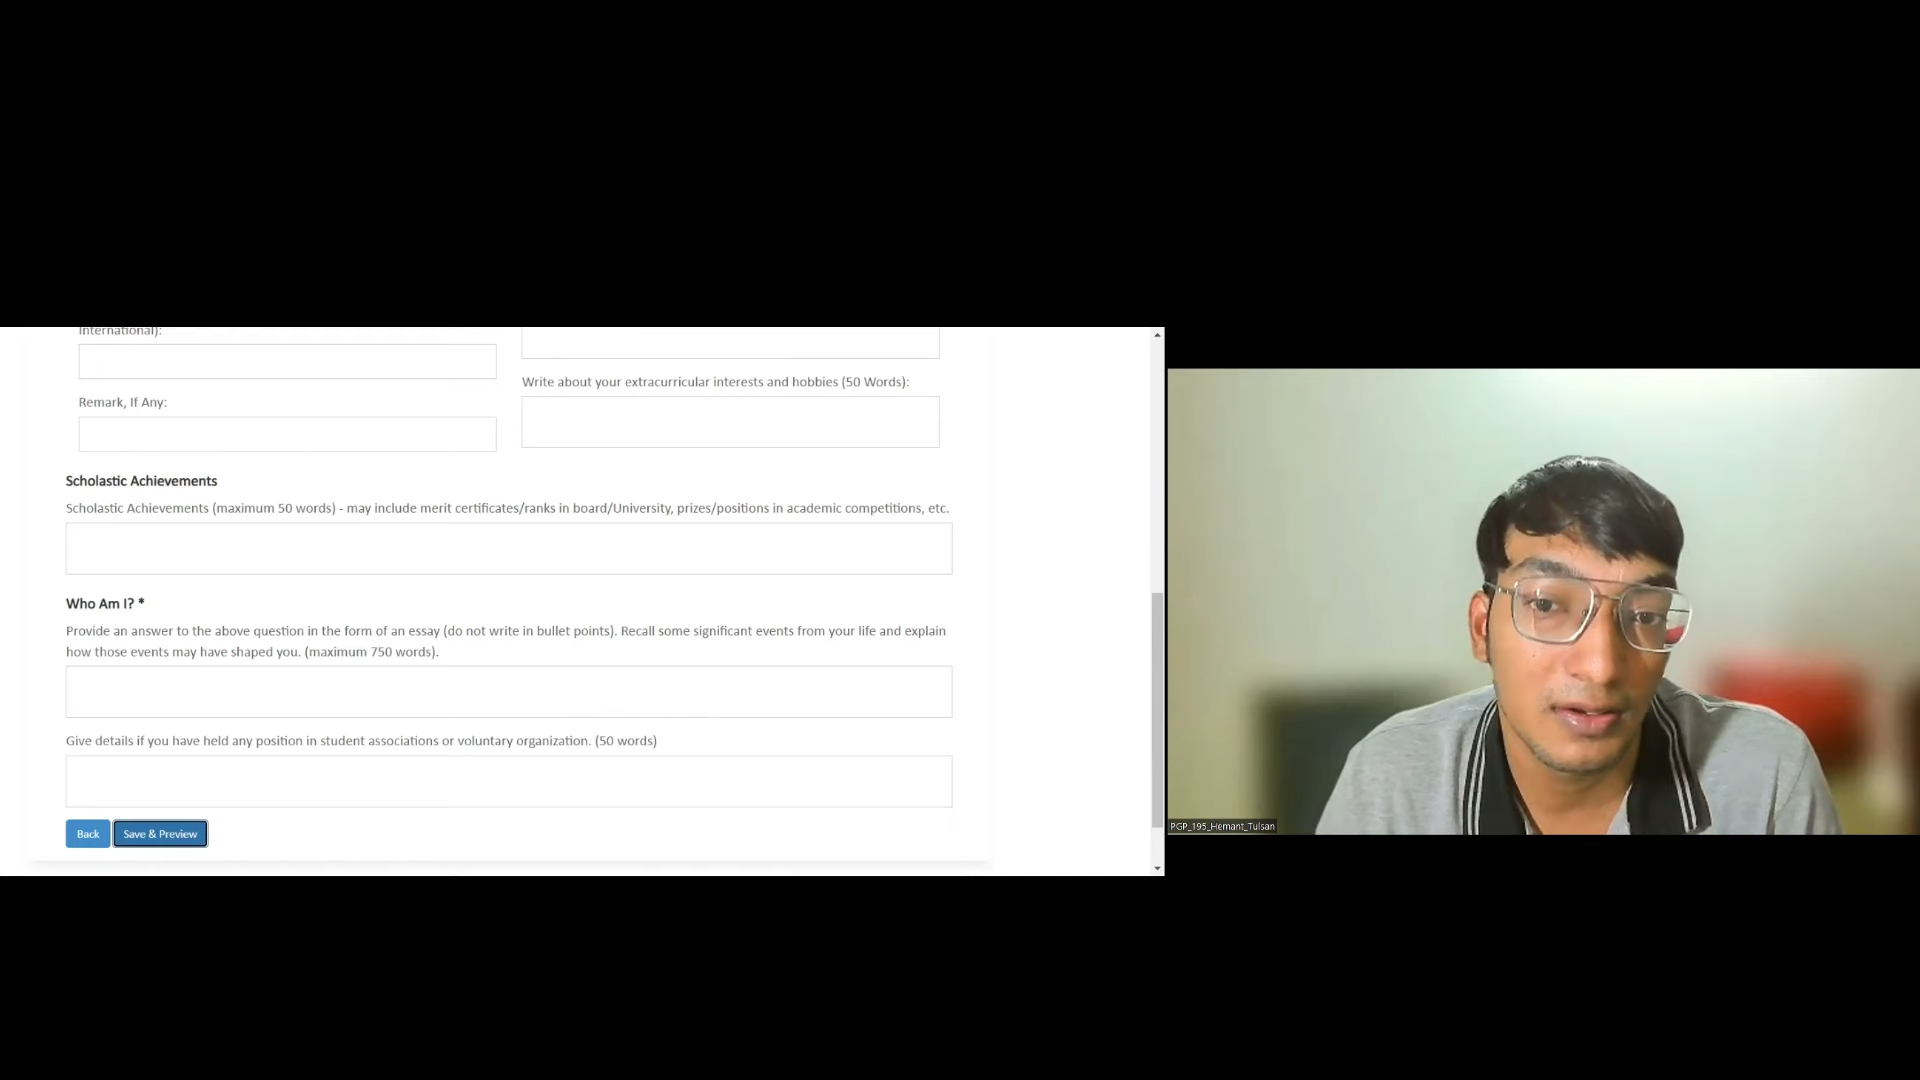 International):
Remark, If Any:
Write about your extracurricular interests and hobbies (50 Words):
Scholastic Achievements
Scholastic Achievements (maximum 50 words) - may include merit certificates/ranks in board/University, prizes/positions in academic competitions, etc.
Who Am I? *
Provide an answer to the above question in the form of an essay (do not write in bullet points). Recall some significant events from your life and explain
how those events may have shaped you. (maximum 750 words).
Give details if you have held any position in student associations or voluntary organization. (50 words)
Back
Save & Preview
PGP_195_Hemant_Tulsan